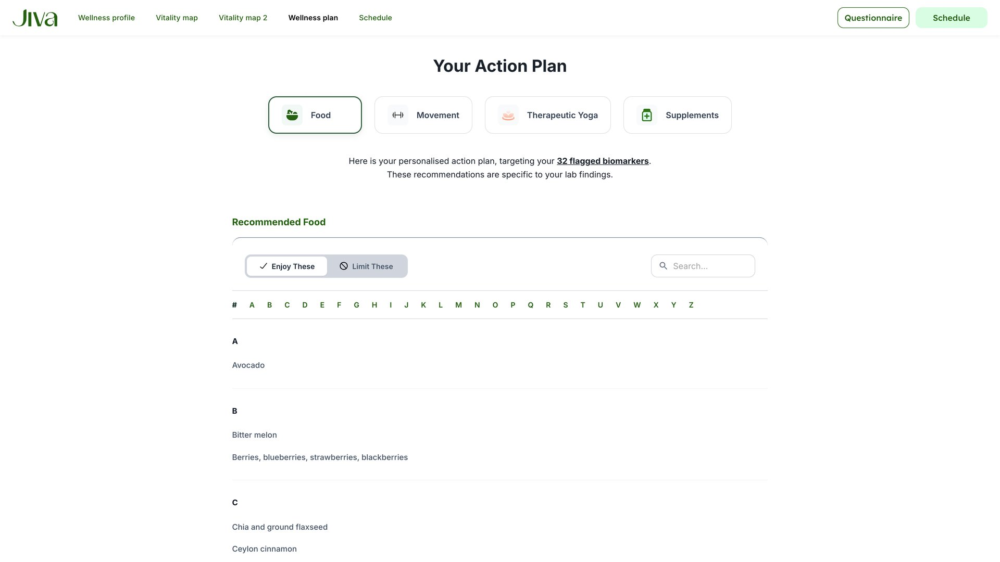 Jiva
Wellness profile
Vitality map
Vitality map 2
Wellness plan
Schedule
Questionnaire
Schedule
Your Action Plan
Food
Movement
Therapeutic Yoga
Supplements
Here is your personalised action plan, targeting your 32 flagged biomarkers.
These recommendations are specific to your lab findings.
Recommended Food
Enjoy These
Limit These
Search...
# A B C D E F G H I J K L M N O P Q R S T U V W X Y Z
A
Avocado
B
Bitter melon
Berries, blueberries, strawberries, blackberries
C
Chia and ground flaxseed
Ceylon cinnamon